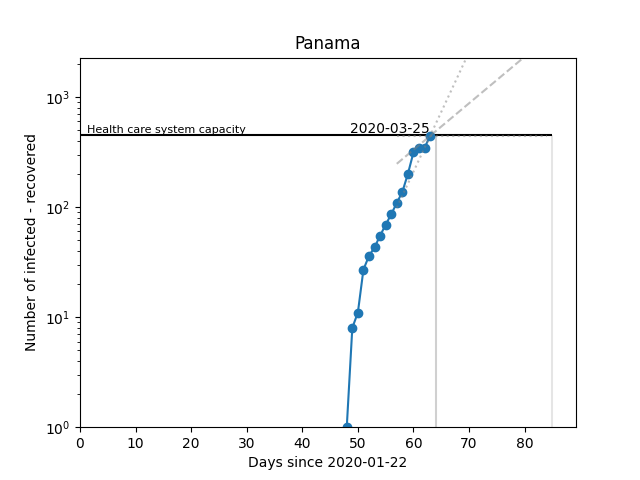 Panama
10³
Health care system capacity
2020-03-25
10²
10¹
10⁰
Number of infected - recovered
0 10 20 30 40 50 60 70 80
Days since 2020-01-22